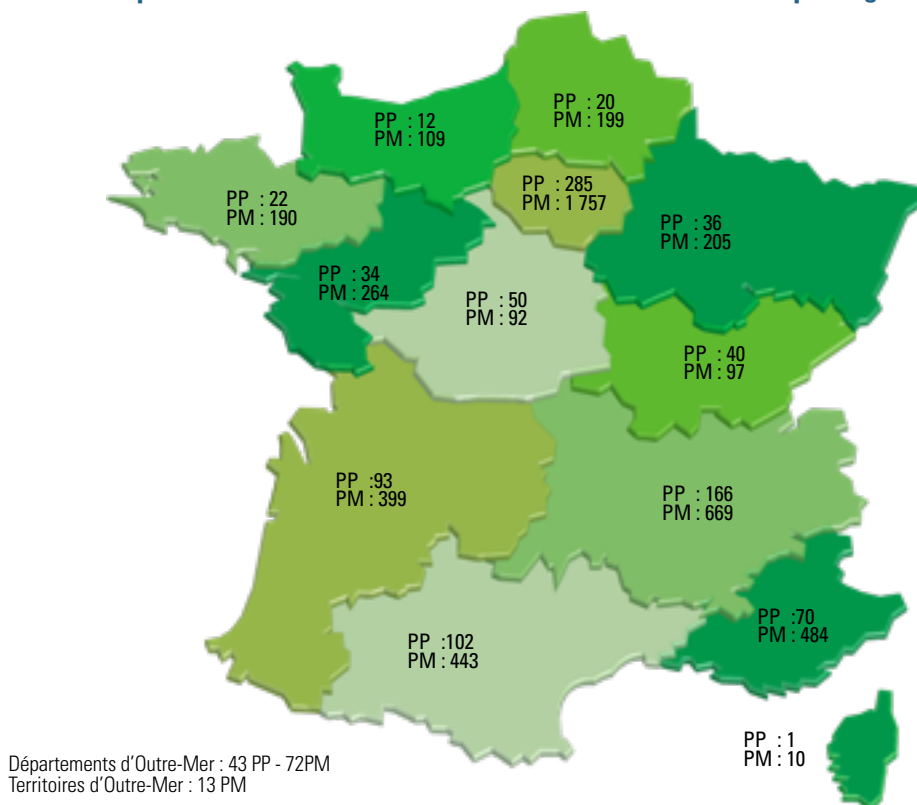 PP : 20
PM : 199
PP : 12
PM : 109
PP : 285
PM : 1 757
PP : 22
PM : 190
PP : 36
PM : 205
PP : 34
PM : 264
PP : 50
PM : 92
PP : 40
PM : 97
PP :93
PM : 399
PP : 166
PM : 669
PP :70
PM : 484
PP :102
PM : 443
PP : 1
PM : 10
Départements d'Outre-Mer : 43 PP - 72PM
Territoires d'Outre-Mer : 13 PM